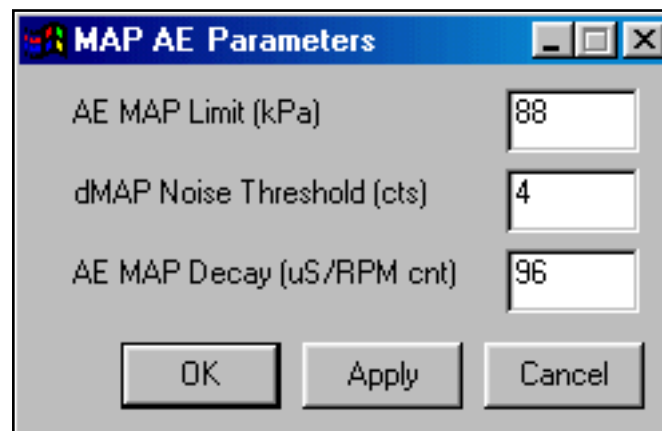 MAP AE Parameters
AE MAP Limit (kPa) 88
dMAP Noise Threshold (cts) 4
AE MAP Decay (uS/RPM cnt) 96
OK Apply Cancel